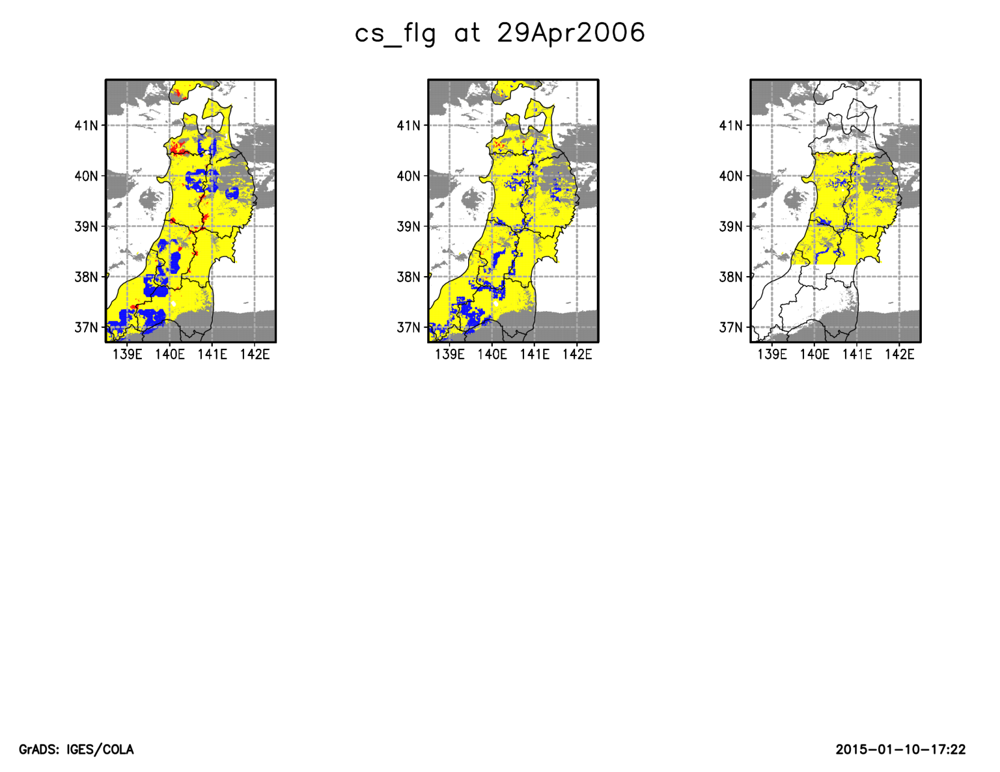 cs_flg at 29Apr2006
41N
40N
39N
38N
37N
139E 140E 141E 142E
41N
40N
39N
38N
37N
139E 140E 141E 142E
41N
40N
39N
38N
37N
139E 140E 141E 142E
GrADS: IGES/COLA
2015-01-10-17:22